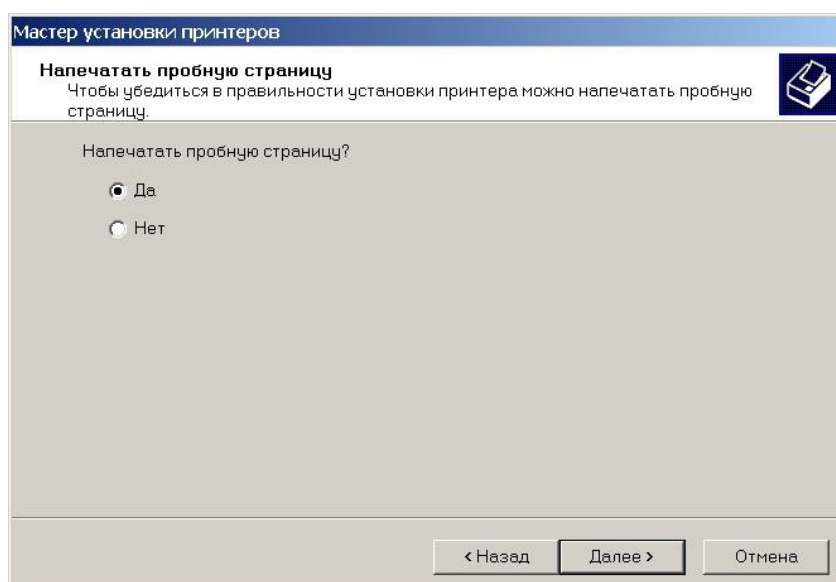 Мастер установки принтеров
Напечатать пробную страницу
Чтобы убедиться в правильности установки принтера можно напечатать пробную
страницу.
Напечатать пробную страницу?
Да
Нет
< Назад
Далее >
Отмена